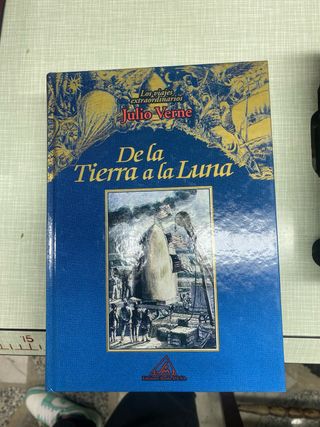 Los viajes
extraordinarios
Julio Verne
De la
Tierra a la Luna
15